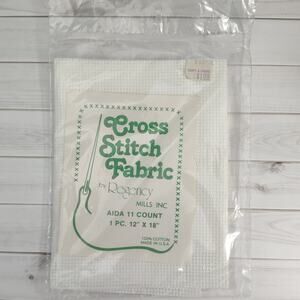 Cross
Stitch
Fabric
by Regency
MILLS INC
AIDA 11 COUNT
1 PC. 12" X 18"
100% COTTON
MADE IN U.S.A.